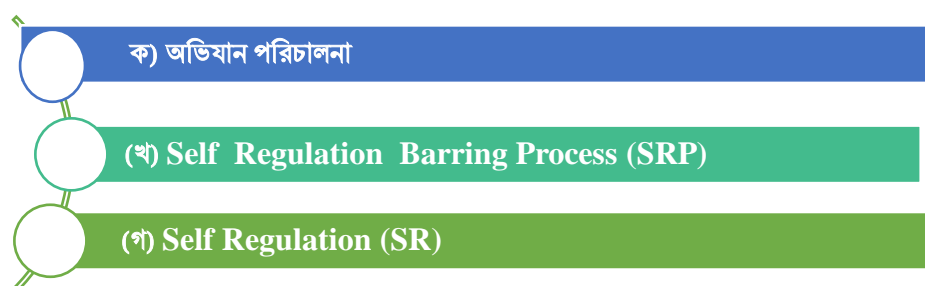 ক) অভিযান পরিচালনা
(খ) Self Regulation Barring Process (SRP)
(গ) Self Regulation (SR)